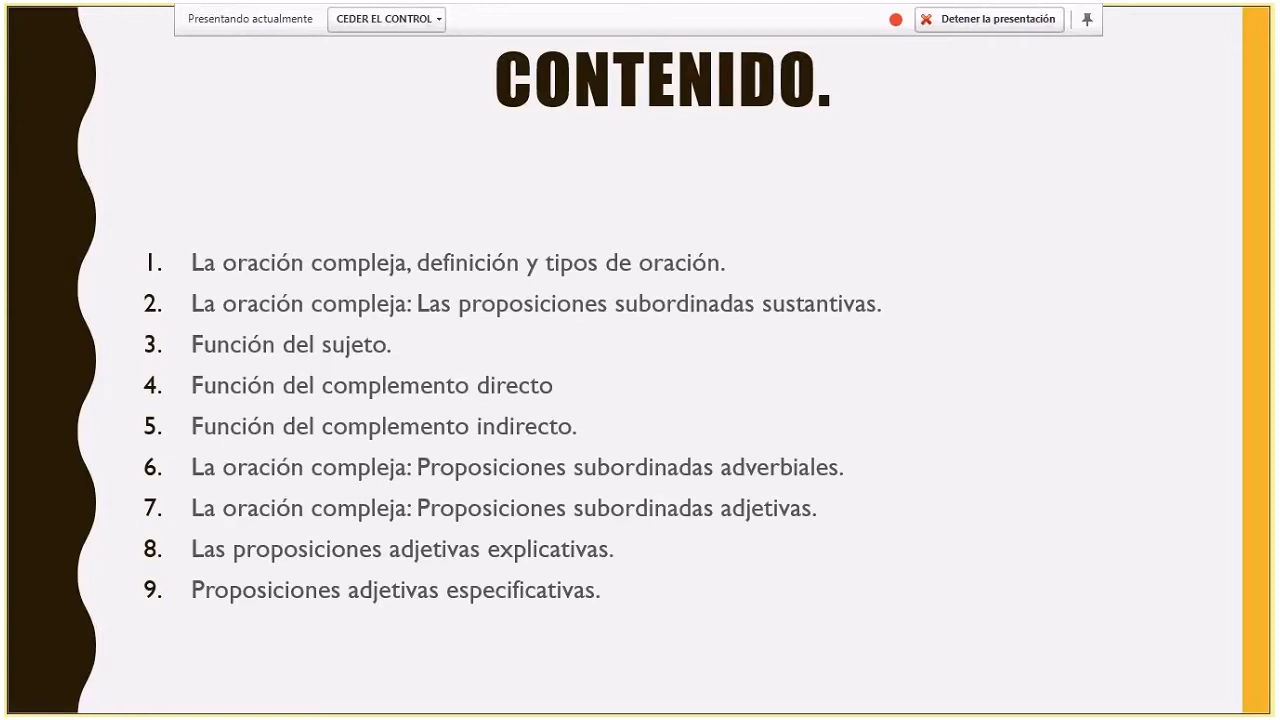 Presentando actualmente CEDER EL CONTROL Detener la presentación
CONTENIDO.
1. La oración compleja, definición y tipos de oración.
2. La oración compleja: Las proposiciones subordinadas sustantivas.
3. Función del sujeto.
4. Función del complemento directo
5. Función del complemento indirecto.
6. La oración compleja: Proposiciones subordinadas adverbiales.
7. La oración compleja: Proposiciones subordinadas adjetivas.
8. Las proposiciones adjetivas explicativas.
9. Proposiciones adjetivas especificativas.